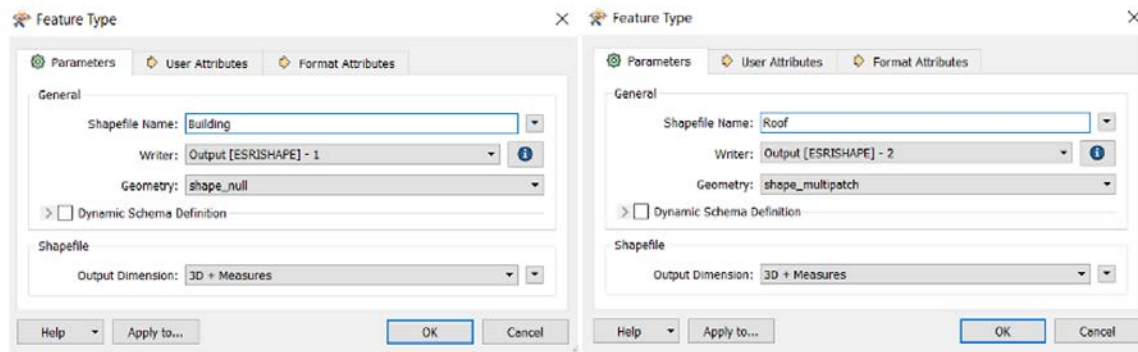 Feature Type
Parameters User Attributes Format Attributes
General
Shapefile Name: Building
Writer: Output [ESRISHAPE] - 1
Geometry: shape_null
Dynamic Schema Definition
Shapefile
Output Dimension: 3D + Measures
Help Apply to... OK Cancel
Feature Type
Parameters User Attributes Format Attributes
General
Shapefile Name: Roof
Writer: Output [ESRISHAPE] - 2
Geometry: shape_multipatch
Dynamic Schema Definition
Shapefile
Output Dimension: 3D + Measures
Help Apply to... OK Cancel